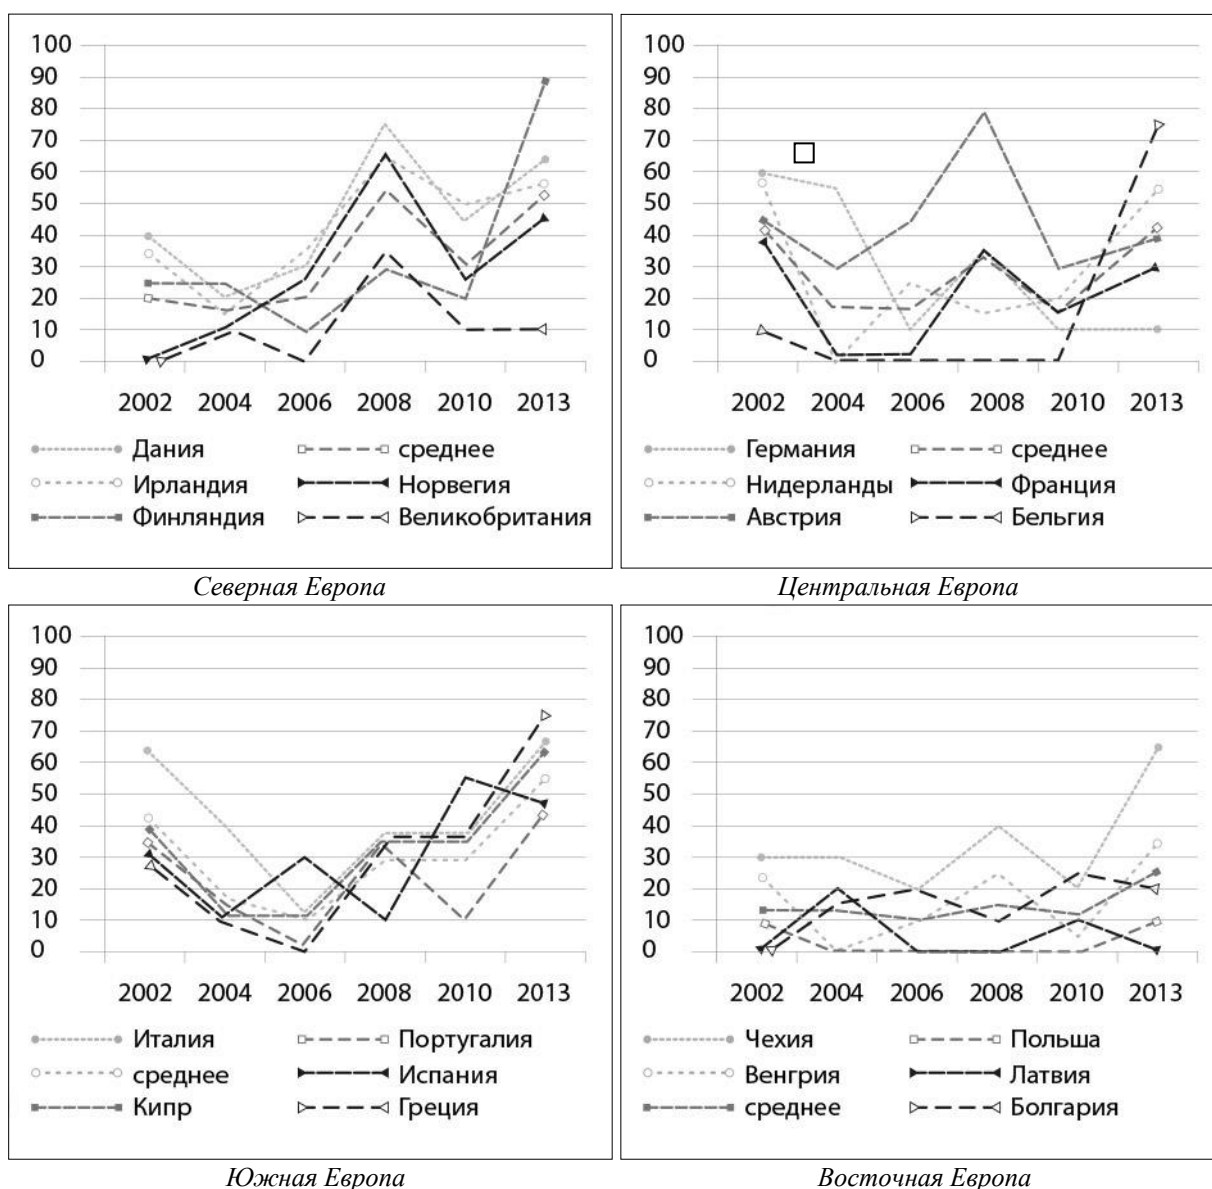 100
90
80
70
60
50
40
30
20
10
0
2002 2004 2006 2008 2010 2013
Дания среднее
Ирландия Норвегия
Финляндия Великобритания
Северная Европа
100
90
80
70
60
50
40
30
20
10
0
2002 2004 2006 2008 2010 2013
Германия среднее
Нидерланды Франция
Австрия Бельгия
Центральная Европа
100
90
80
70
60
50
40
30
20
10
0
2002 2004 2006 2008 2010 2013
Италия Португалия
среднее Испания
Кипр Греция
Южная Европа
100
90
80
70
60
50
40
30
20
10
0
2002 2004 2006 2008 2010 2013
Чехия Польша
Венгрия Латвия
среднее Болгария
Восточная Европа